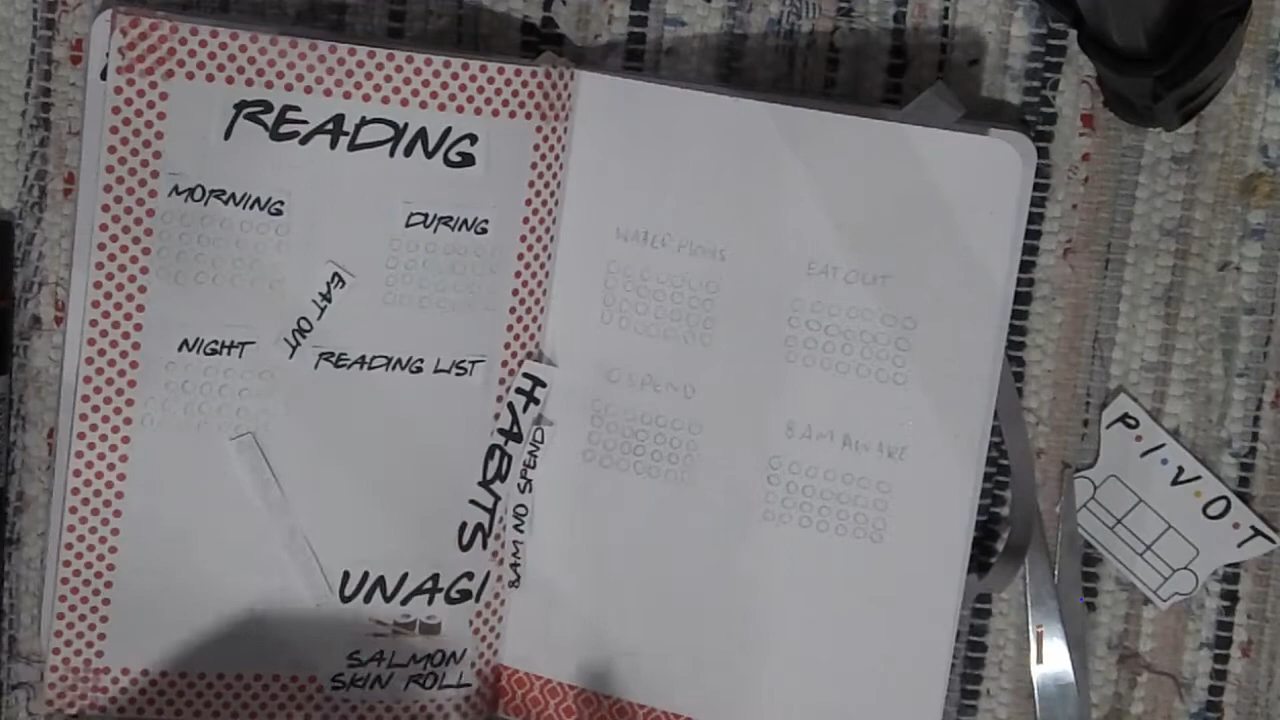 READING
MORNING
DURING
EAT OUT
NIGHT
READING LIST
HABITS
8AM NO SPEND
UNAGI
SALMON
SKIN ROLL
WATER PLANTS
EAT OUT
0 SPEND
8 AM AWAKE
P.I.V.O.T